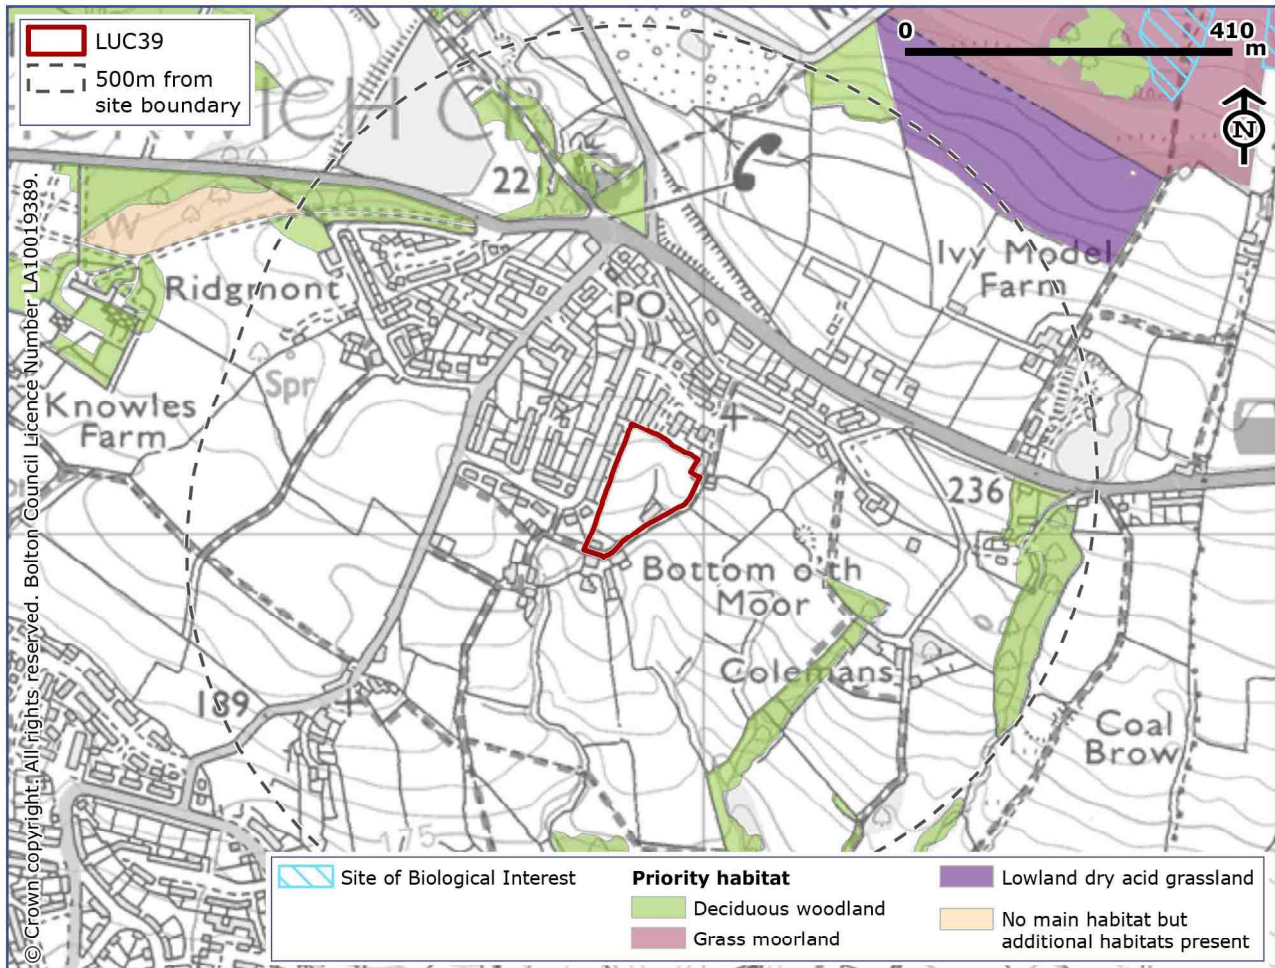 LUC39
500m from
site boundary
0 410
m
N
22
Ridgmont
PO
Ivy Model
Farm
W
Spr
Knowles
Farm
236
Bottom o'th
Moor
Colemans
189
Coal
Brow
175
© Crown copyright. All rights reserved. Bolton Council Licence Number LA10019389.
Site of Biological Interest
Priority habitat
Deciduous woodland
Grass moorland
Lowland dry acid grassland
No main habitat but
additional habitats present